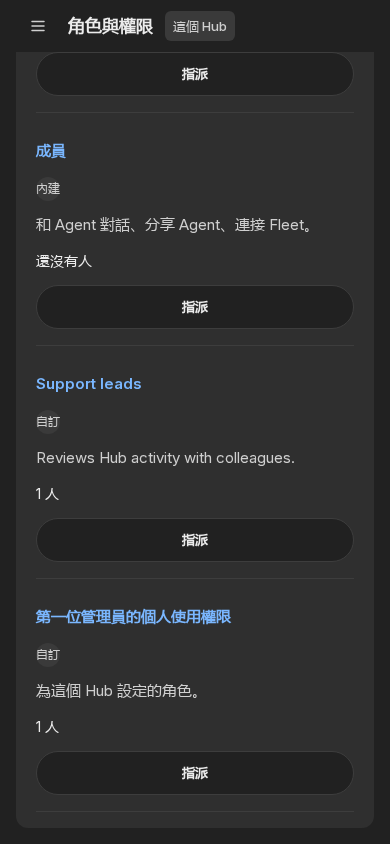 角色與權限
這個 Hub
指派
成員
內建
和 Agent 對話、分享 Agent、連接 Fleet。
還沒有人
指派
Support leads
自訂
Reviews Hub activity with colleagues.
1 人
指派
第一位管理員的個人使用權限
自訂
為這個 Hub 設定的角色。
1 人
指派